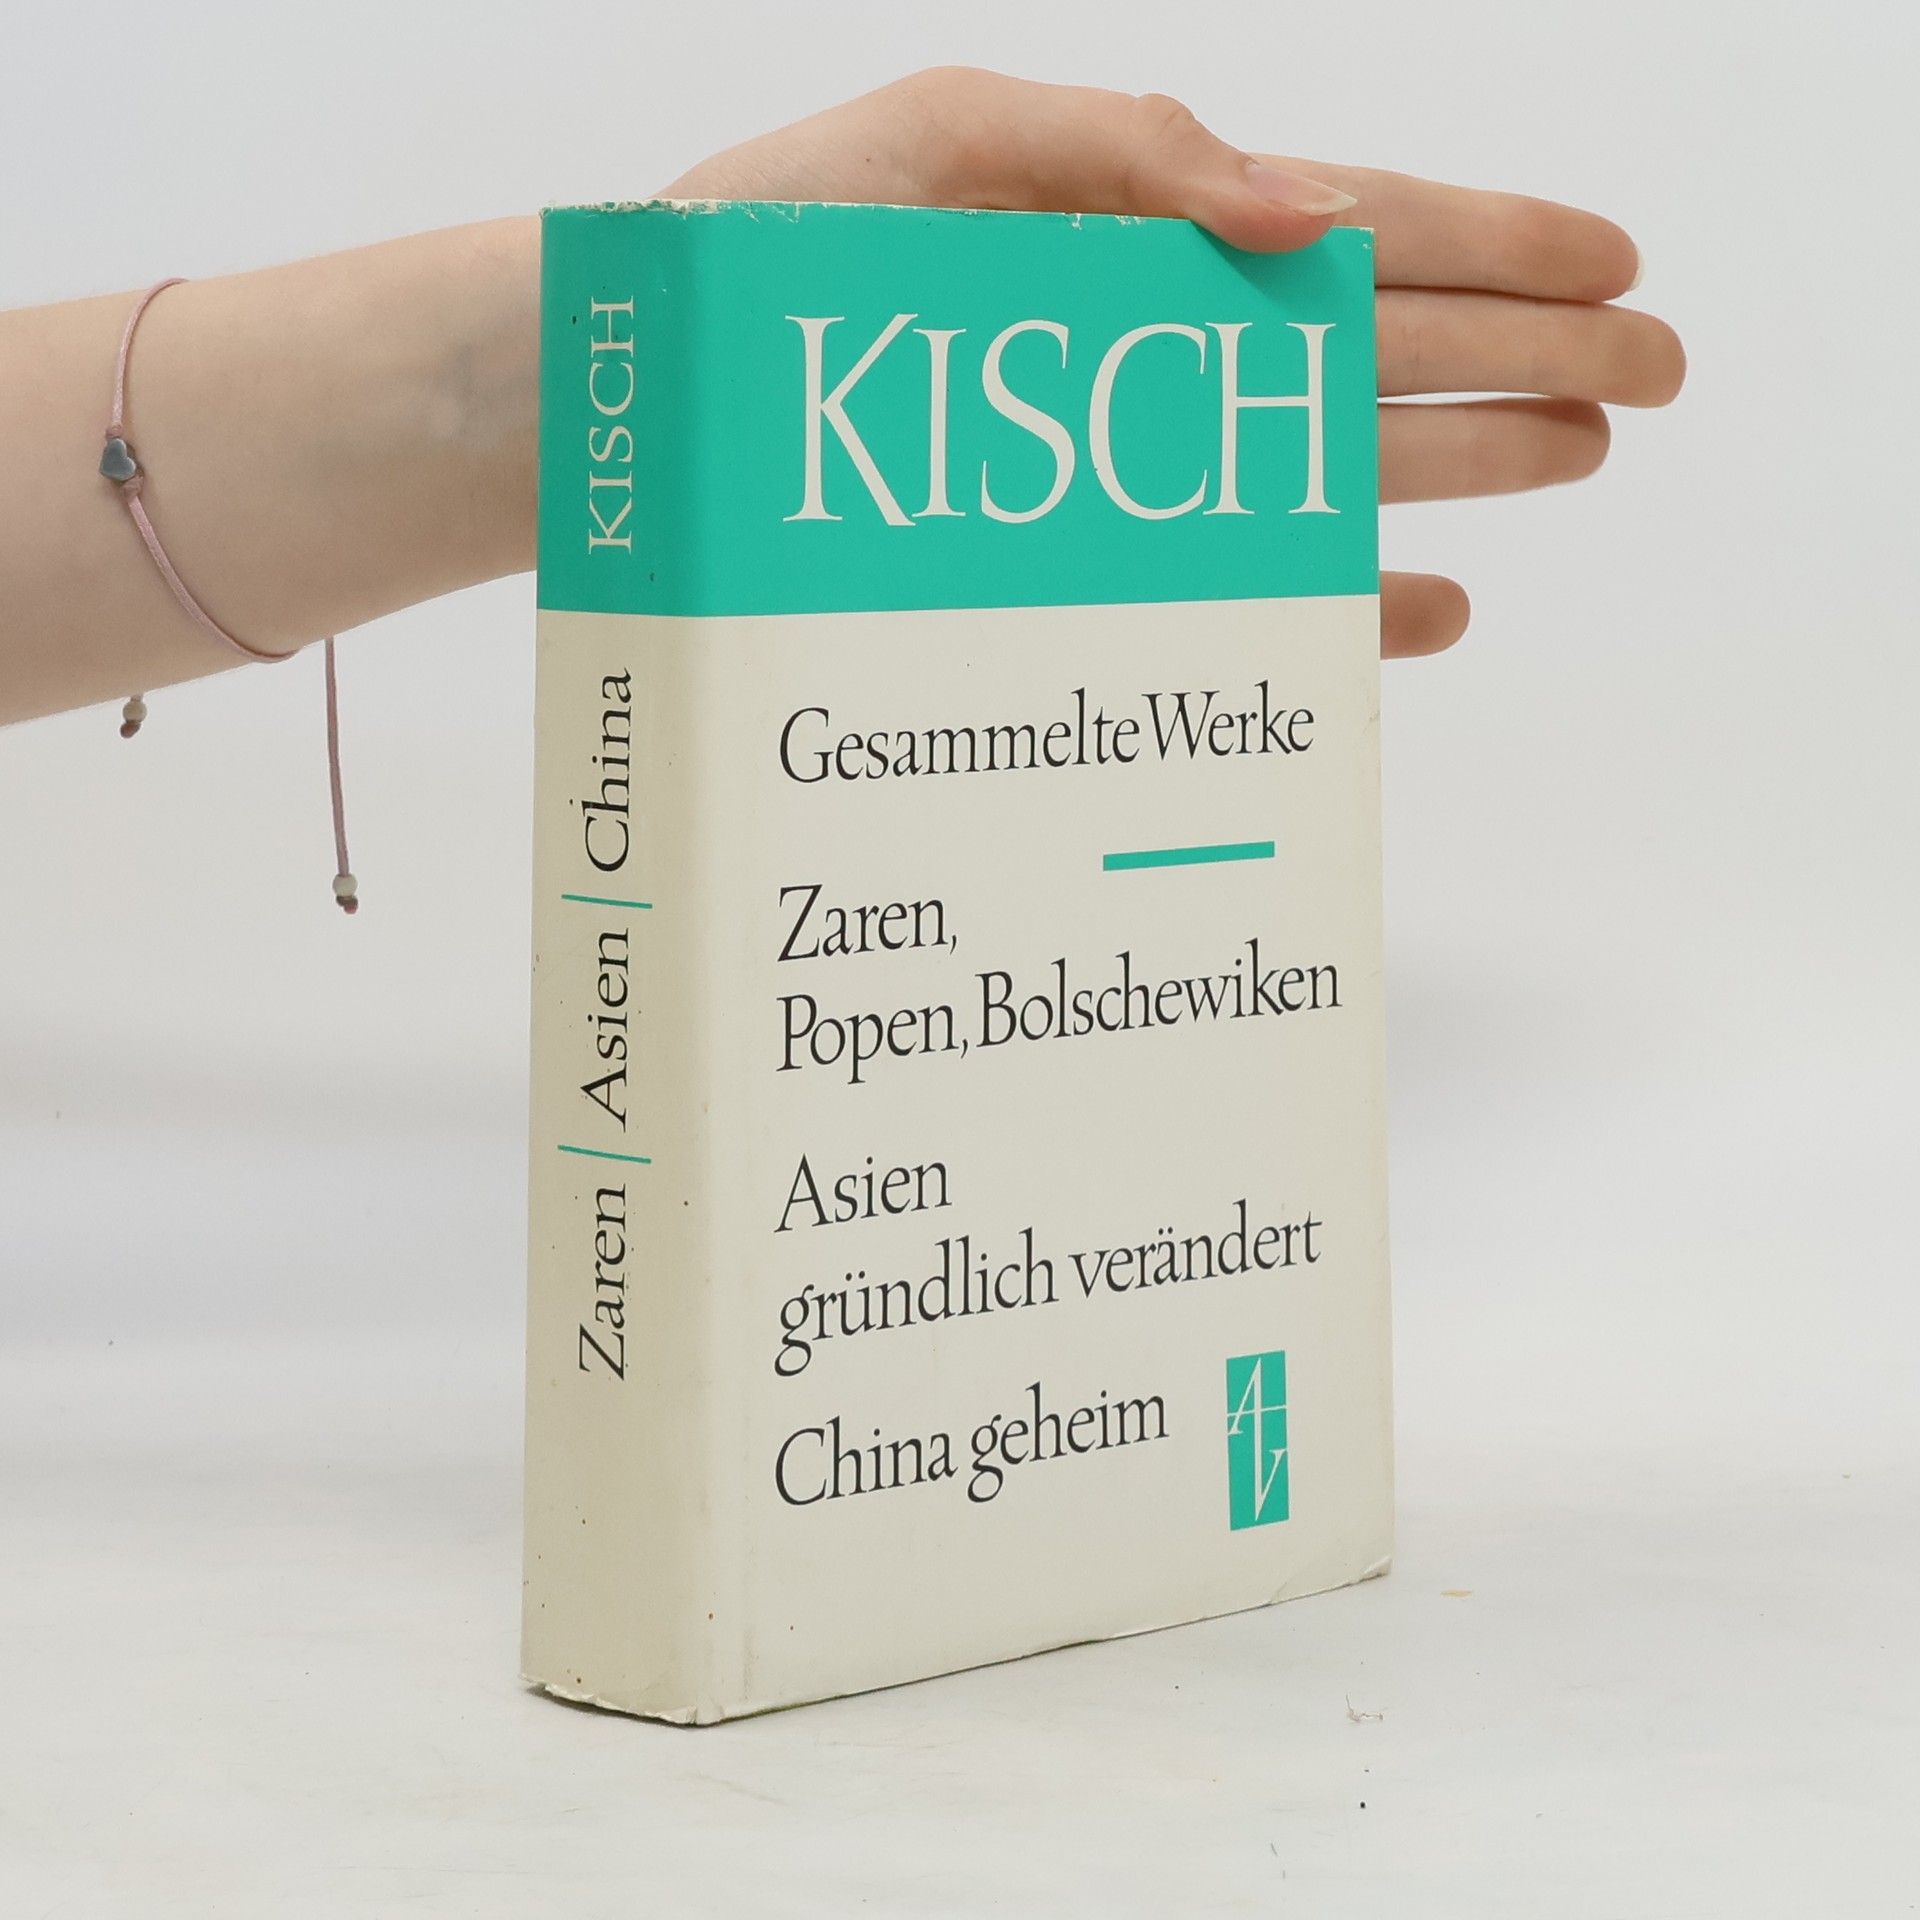 KISCH
Zaren | Asien | China
KISCH
Gesammelte Werke
Zaren,
Popen, Bolschewiken
Asien
gründlich verändert
China geheim
AV